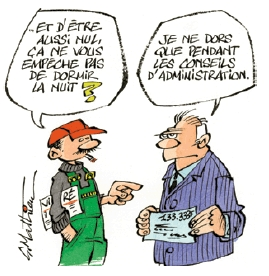 ...ET D'ÊTRE
AUSSI NUL,
ÇA NE VOUS
EMPÊCHE PAS
DE DORMIR
LA NUIT ?
JE NE DORS
QUE PENDANT
LES CONSEILS
D'ADMINISTRATION.
RÉ